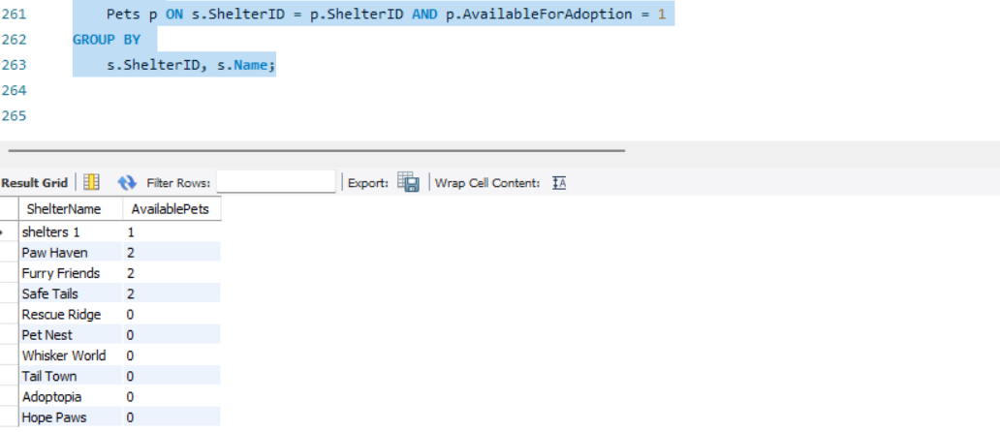 261 Pets p ON s.ShelterID = p.ShelterID AND p.AvailableForAdoption = 1
262 GROUP BY
263 s.ShelterID, s.Name;
264
265
Result Grid Filter Rows: Export: Wrap Cell Content: IA
ShelterName AvailablePets
shelters 1 1
Paw Haven 2
Furry Friends 2
Safe Tails 2
Rescue Ridge 0
Pet Nest 0
Whisker World 0
Tail Town 0
Adoptopia 0
Hope Paws 0